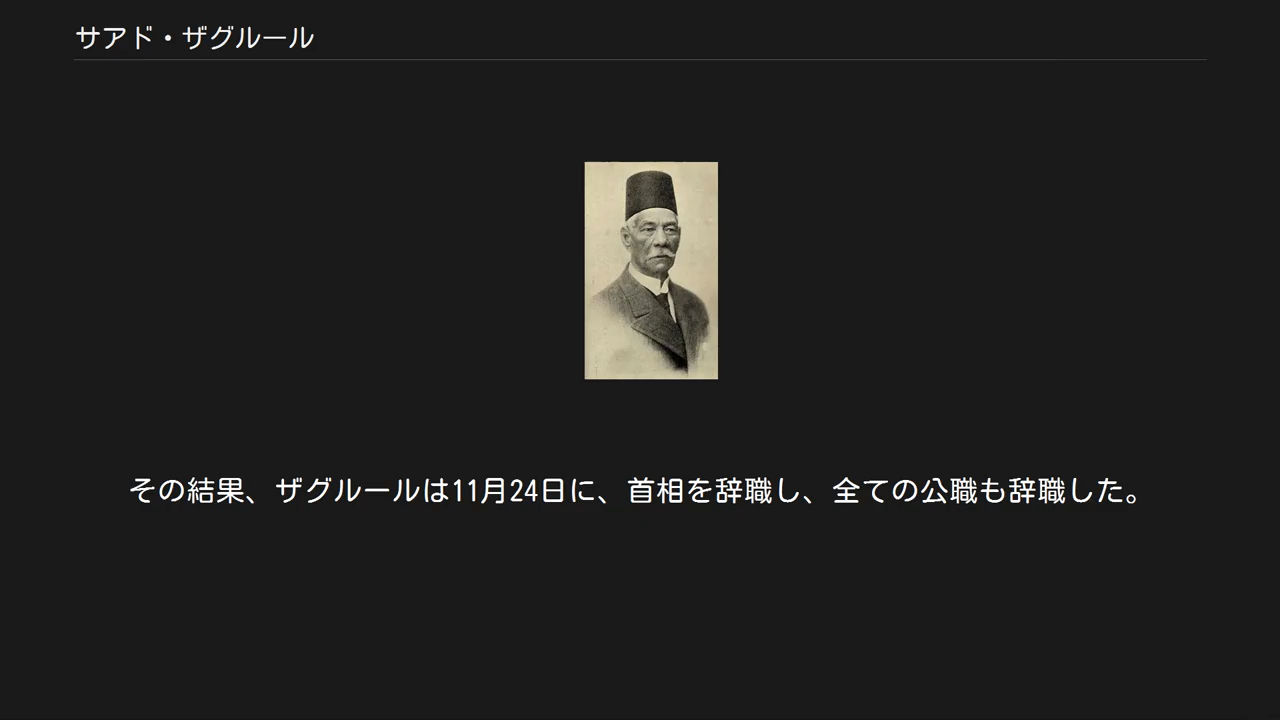 サアド・ザグルール
その結果、ザグルールは11月24日に、首相を辞職し、全ての公職も辞職した。